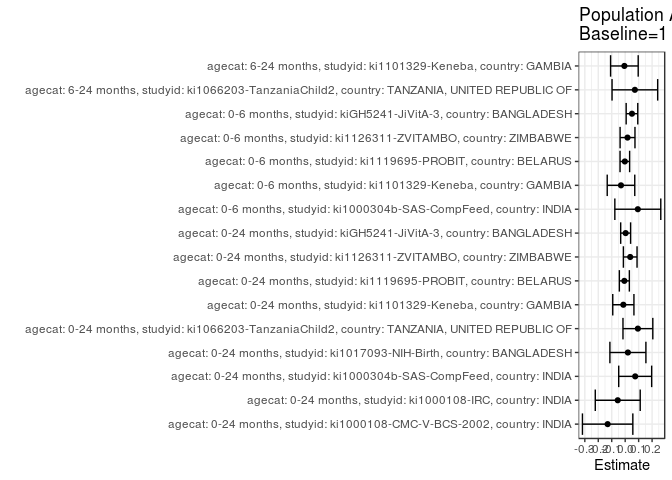 Population A
Baseline=1
agecat: 6-24 months, studyid: ki1101329-Keneba, country: GAMBIA
agecat: 6-24 months, studyid: ki1066203-TanzaniaChild2, country: TANZANIA, UNITED REPUBLIC OF
agecat: 0-6 months, studyid: kiGH5241-JiVitA-3, country: BANGLADESH
agecat: 0-6 months, studyid: ki1126311-ZVITAMBO, country: ZIMBABWE
agecat: 0-6 months, studyid: ki1119695-PROBIT, country: BELARUS
agecat: 0-6 months, studyid: ki1101329-Keneba, country: GAMBIA
agecat: 0-6 months, studyid: ki1000304b-SAS-CompFeed, country: INDIA
agecat: 0-24 months, studyid: kiGH5241-JiVitA-3, country: BANGLADESH
agecat: 0-24 months, studyid: ki1126311-ZVITAMBO, country: ZIMBABWE
agecat: 0-24 months, studyid: ki1119695-PROBIT, country: BELARUS
agecat: 0-24 months, studyid: ki1101329-Keneba, country: GAMBIA
agecat: 0-24 months, studyid: ki1066203-TanzaniaChild2, country: TANZANIA, UNITED REPUBLIC OF
agecat: 0-24 months, studyid: ki1017093-NIH-Birth, country: BANGLADESH
agecat: 0-24 months, studyid: ki1000304b-SAS-CompFeed, country: INDIA
agecat: 0-24 months, studyid: ki1000108-IRC, country: INDIA
agecat: 0-24 months, studyid: ki1000108-CMC-V-BCS-2002, country: INDIA
-0.3 -0.2 -0.1 0.0 0.1 0.2
Estimate